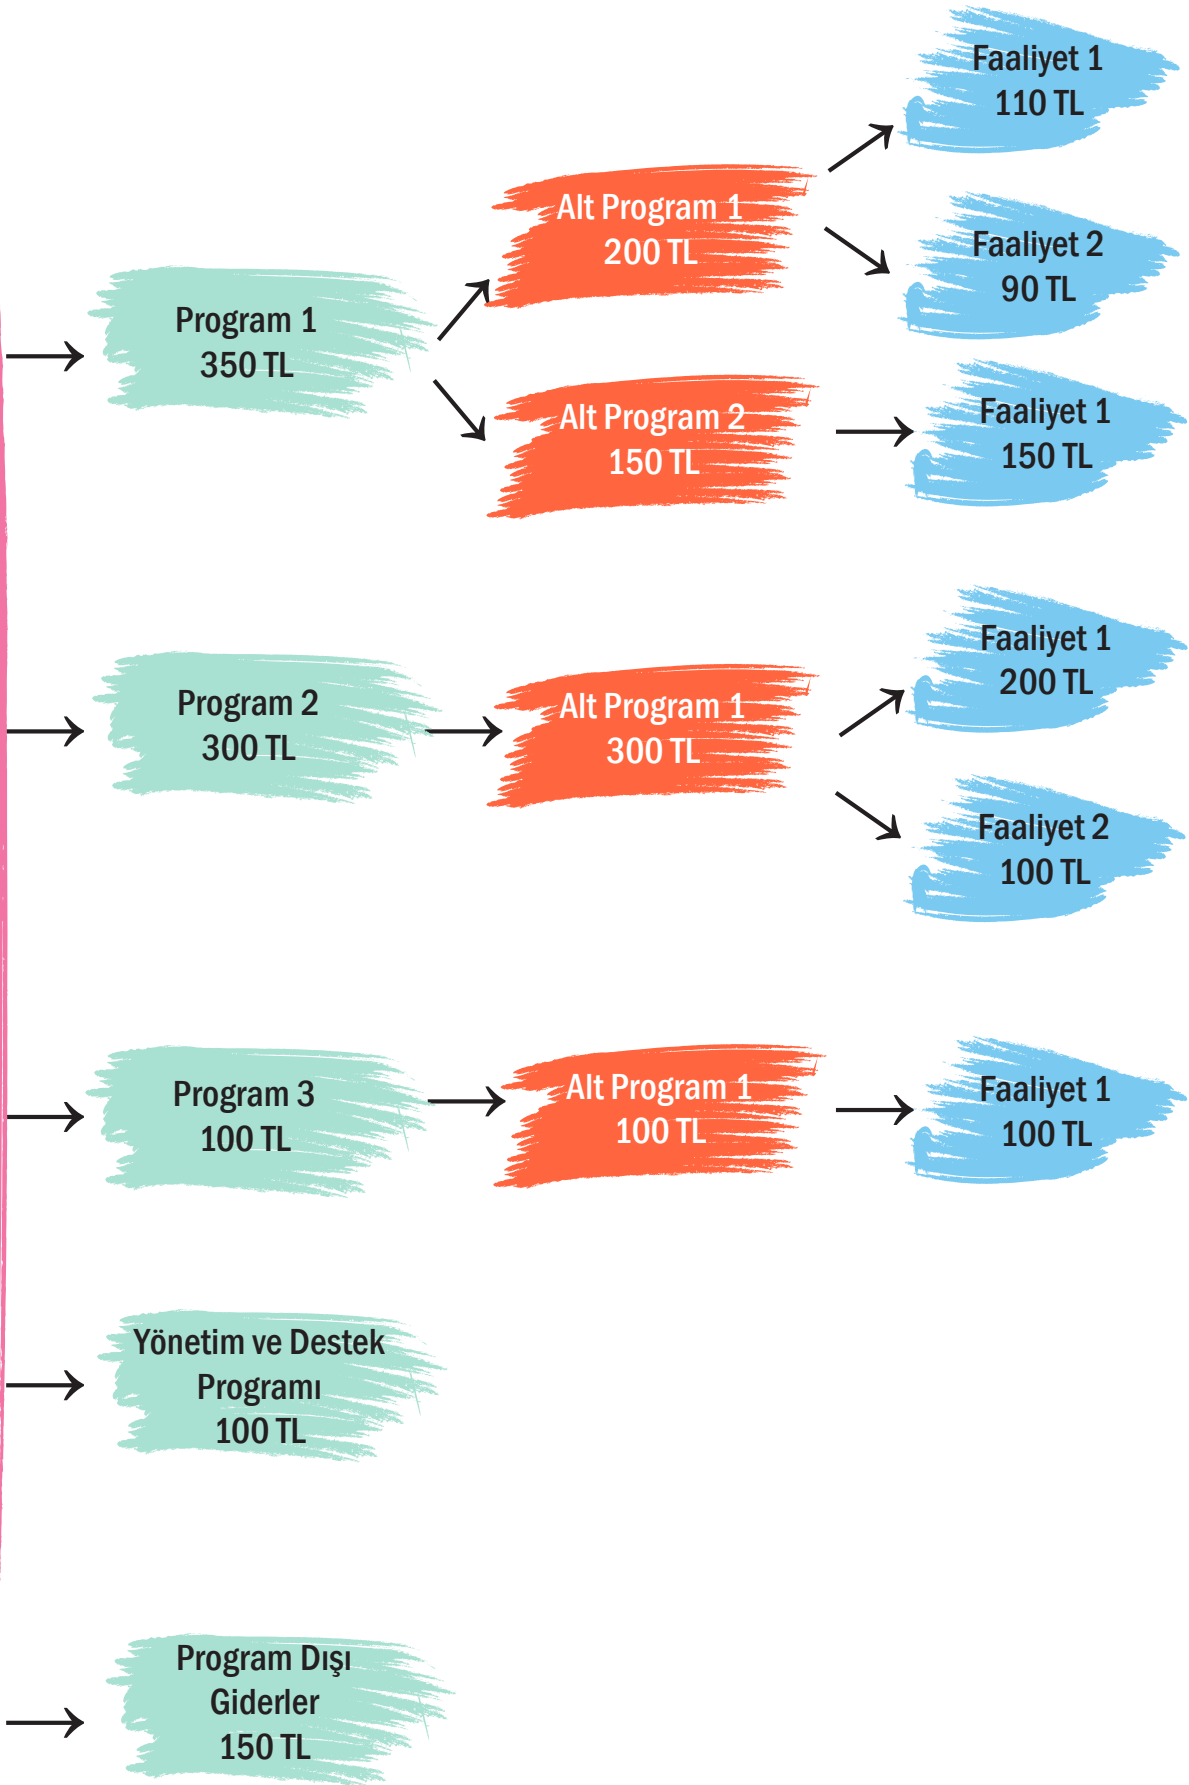 Faaliyet 1
110 TL
Alt Program 1
200 TL
Faaliyet 2
90 TL
Program 1
350 TL
Alt Program 2
150 TL
Faaliyet 1
150 TL
Faaliyet 1
200 TL
Program 2
300 TL
Alt Program 1
300 TL
Faaliyet 2
100 TL
Program 3
100 TL
Alt Program 1
100 TL
Faaliyet 1
100 TL
Yönetim ve Destek
Programı
100 TL
Program Dışı
Giderler
150 TL